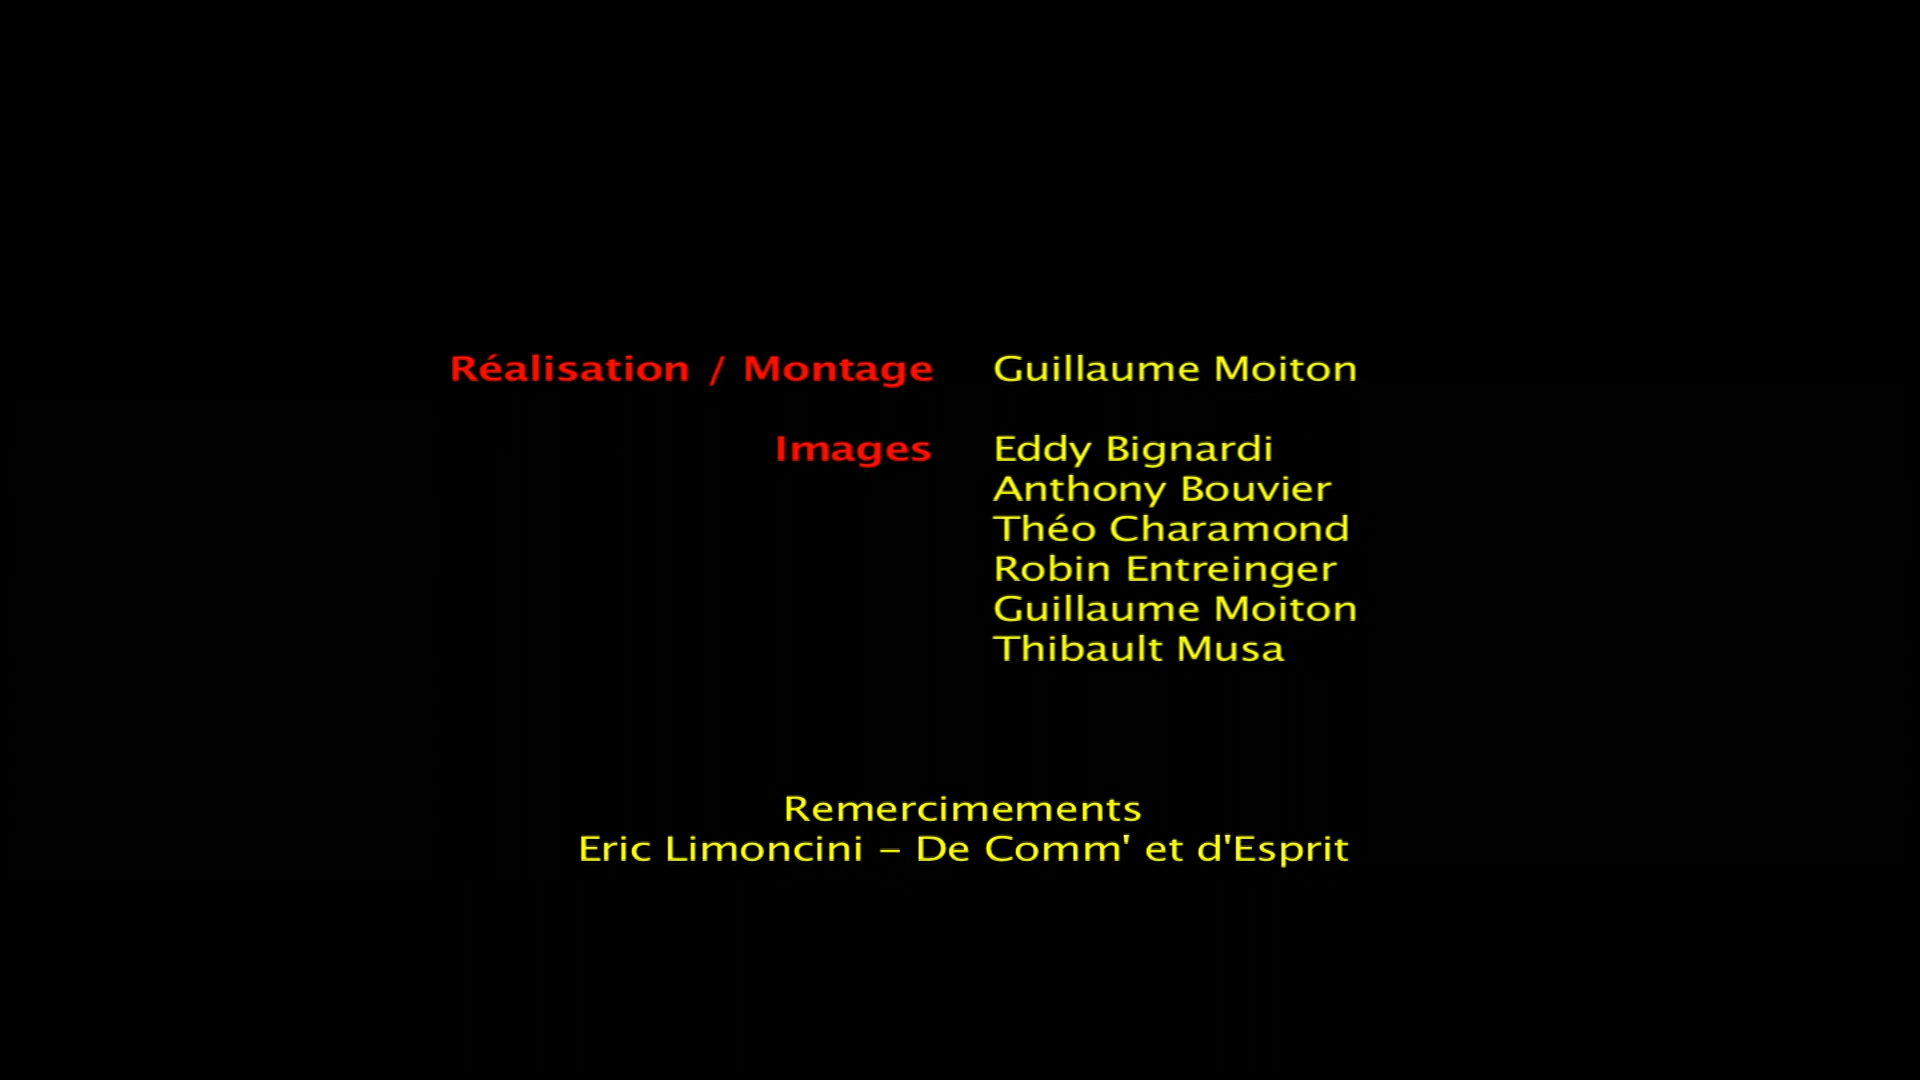 Réalisation / Montage Guillaume Moiton
Images Eddy Bignardi
Anthony Bouvier
Théo Charamond
Robin Entreinger
Guillaume Moiton
Thibault Musa
Remercimements
Eric Limoncini – De Comm' et d'Esprit